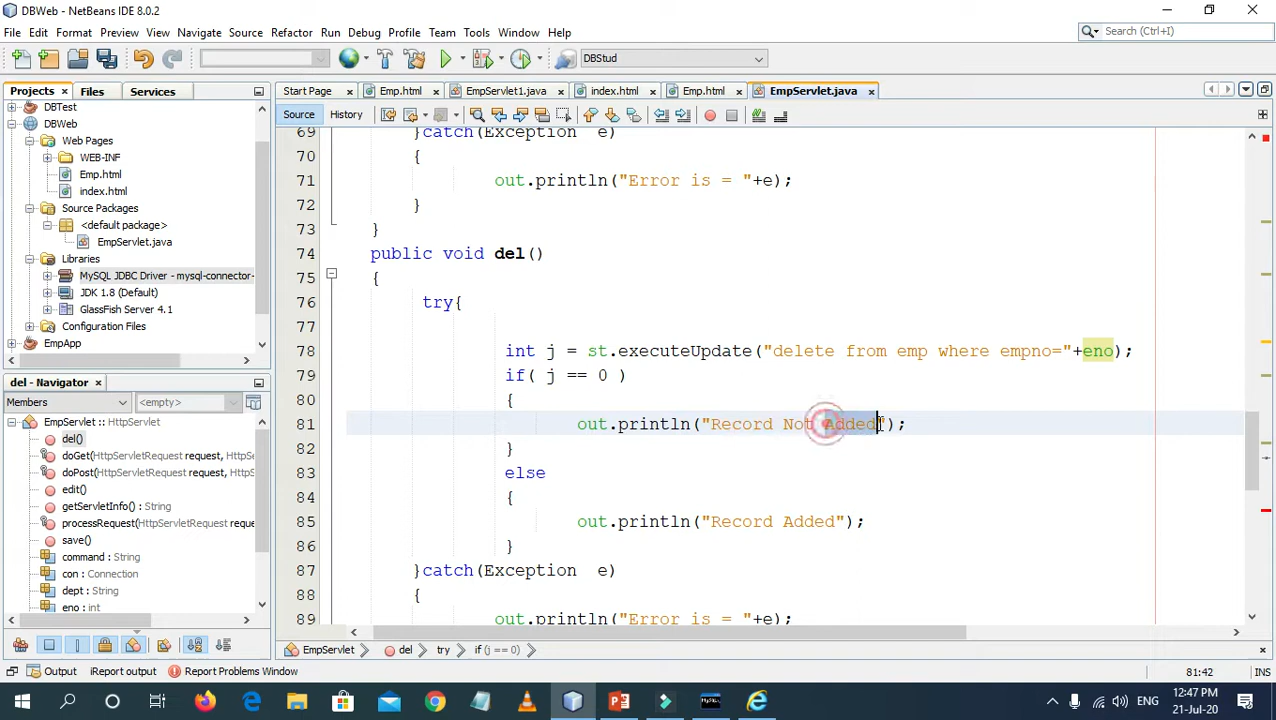 DBWeb - NetBeans IDE 8.0.2
File Edit Format Preview View Navigate Source Refactor Run Debug Profile Team Tools Window Help
Search (Ctrl+I)
DBStud
Projects Files Services
Start Page Emp.html EmpServlet1.java index.html Emp.html EmpServlet.java
Source History
DBTest
DBWeb
Web Pages
WEB-INF
Emp.html
index.html
Source Packages
<default package>
EmpServlet.java
Libraries
MySQL JDBC Driver - mysql-connector-
JDK 1.8 (Default)
GlassFish Server 4.1
Configuration Files
EmpApp
del - Navigator
Members <empty>
EmpServlet :: HttpServlet
del()
doGet(HttpServletRequest reques
doPost(HttpServletRequest reque
edit()
getServletInfo() : String
processRequest(HttpServletReque
save()
command : String
con : Connection
dept : String
eno : int
69 }catch(Exception e)
70 {
71 out.println("Error is = "+e);
72 }
73 }
74 public void del()
75 {
76 try{
77
78 int j = st.executeUpdate("delete from emp where empno="+eno);
79 if( j == 0 )
80 {
81 out.println("Record Not Added");
82 }
83 else
84 {
85 out.println("Record Added");
86 }
87 }catch(Exception e)
88 {
89 out.println("Error is = "+e);
EmpServlet del try if (j == 0)
Output iReport output Report Problems Window
81:42 INS
ENG
12:47 PM
21-Jul-20